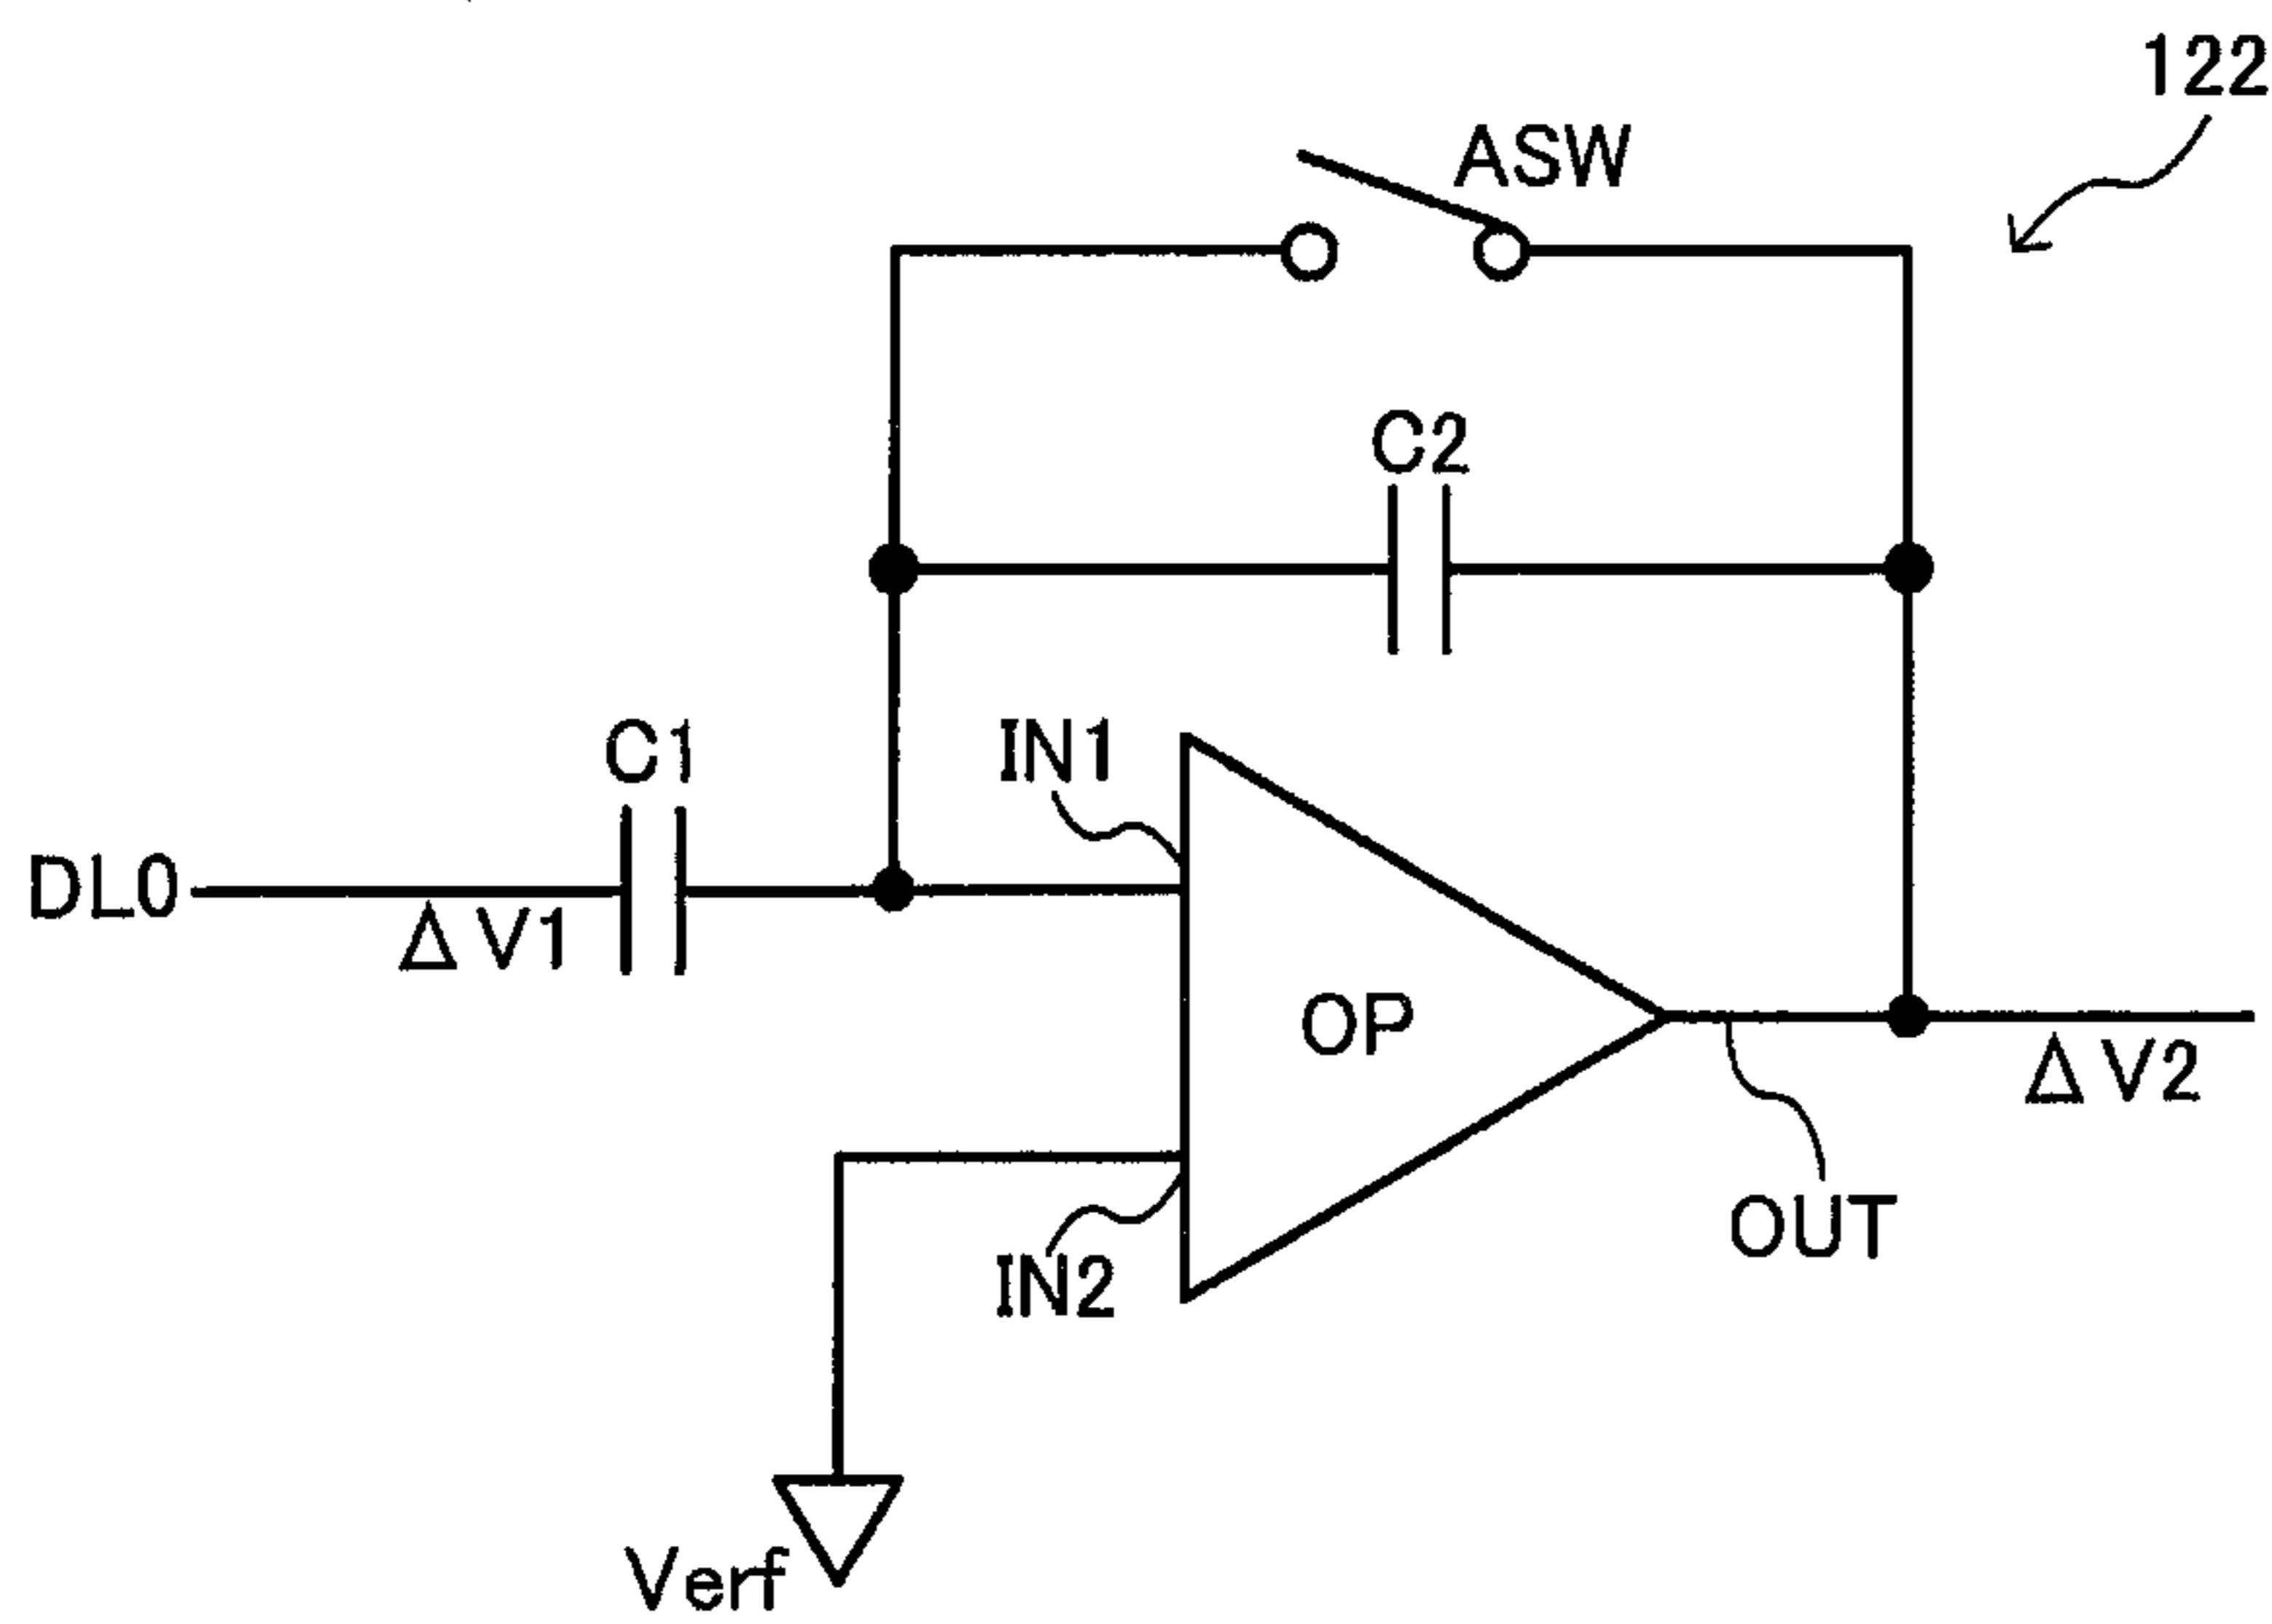 122
ASW
C2
C1
IN1
DL0
ΔV1
OP
ΔV2
OUT
IN2
Verf